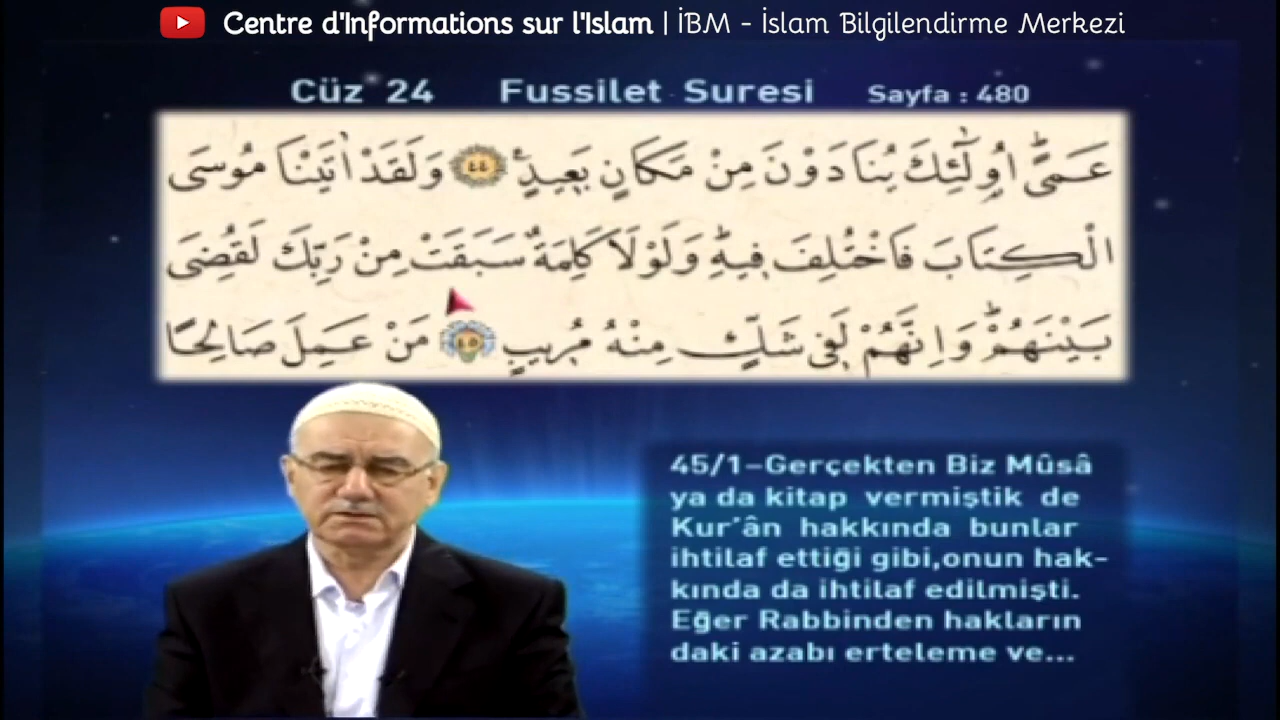 Centre d'Informations sur l'Islam | İBM - İslam Bilgilendirme Merkezi
Cüz 24 Fussilet Suresi Sayfa : 480
عَمًىۜ اُو۬لٰٓئِكَ يُنَادَوْنَ مِنْ مَكَانٍ بَع۪يدٍ۟ ٤٤ وَلَقَدْ اٰتَيْنَا مُوسَى
الْكِتَابَ فَاخْتُلِفَ ف۪يهِۜ وَلَوْلَا كَلِمَةٌ سَبَقَتْ مِنْ رَبِّكَ لَقُضِيَ
بَيْنَهُمْۜ وَاِنَّهُمْ لَف۪ي شَكٍّ مِنْهُ مُر۪يبٍ ٤٥ مَنْ عَمِلَ صَالِحًا
45/1-Gerçekten Biz Mûsâ
ya da kitap vermiştik de
Kur'ân hakkında bunlar
ihtilaf ettiği gibi,onun hak-
kında da ihtilaf edilmişti.
Eğer Rabbinden hakların
daki azabı erteleme ve...